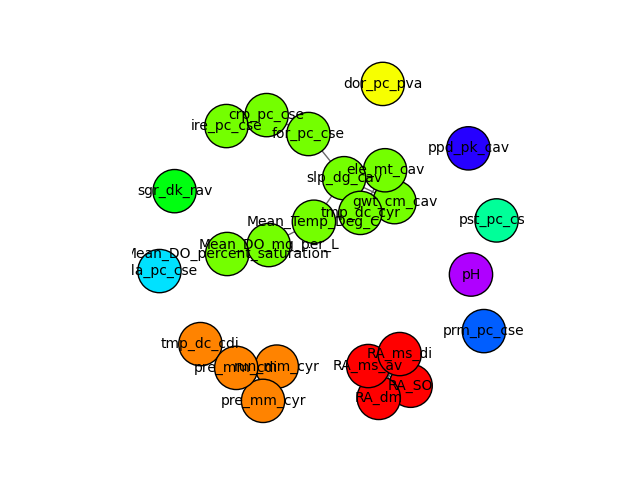 dor_pc_pva
crp_pc_cse
ire_pc_cse
for_pc_cse
ppd_pk_cav
ele_mt_cav
slp_dg_cav
sgr_dk_rav
gwt_cm_cav
tmp_dc_cyr
Mean_Temp_Deg_C
pst_pc_cs
Mean_DO_mg_per_L
Mean_DO_percent_saturation
la_pc_cse
pH
prm_pc_cse
tmp_dc_cdi
RA_ms_di
RA_ms_av
pre_mm_cdi
run_mm_cyr
RA_SO
RA_dm
pre_mm_cyr